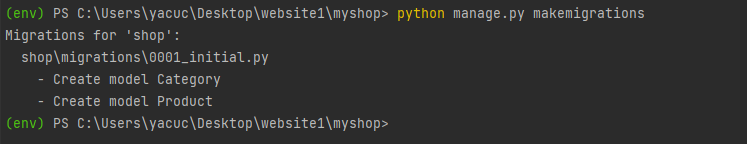 (env) PS C:\Users\yacuc\Desktop\website1\myshop> python manage.py makemigrations
Migrations for 'shop':
  shop\migrations\0001_initial.py
    - Create model Category
    - Create model Product
(env) PS C:\Users\yacuc\Desktop\website1\myshop>